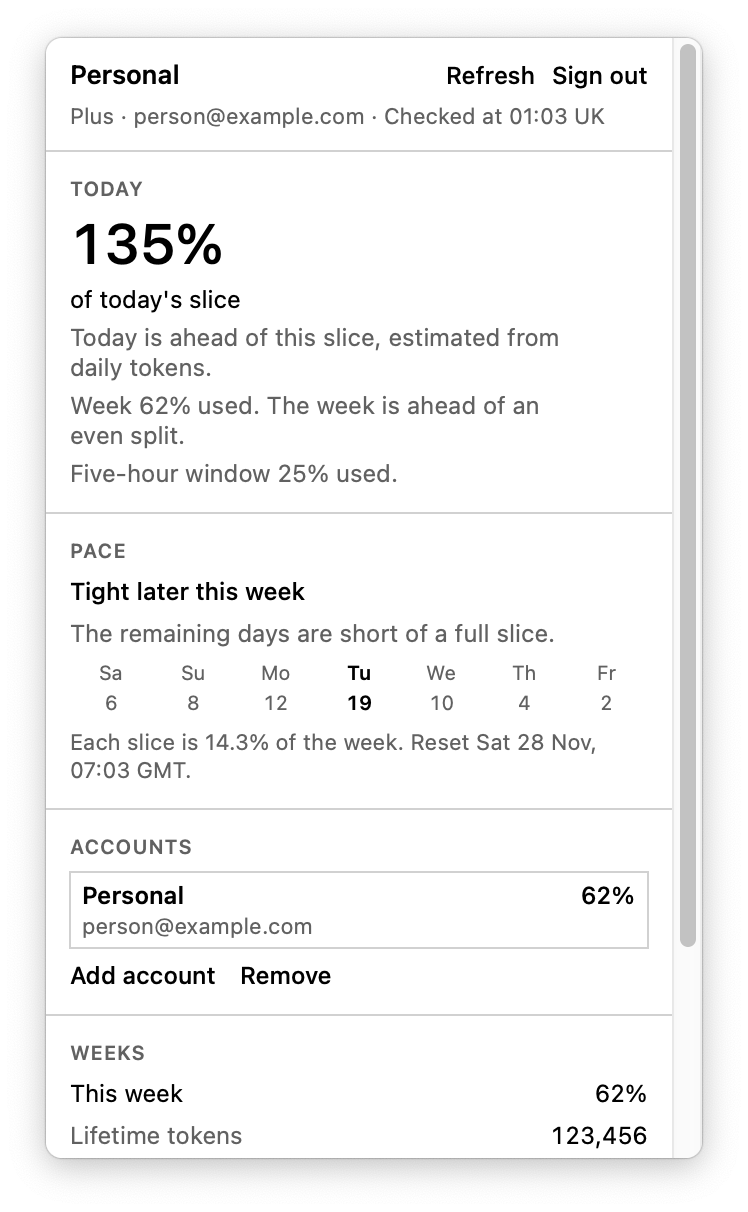 Personal Refresh Sign out
Plus · person@example.com · Checked at 01:03 UK
TODAY
135%
of today's slice
Today is ahead of this slice, estimated from
daily tokens.
Week 62% used. The week is ahead of an
even split.
Five-hour window 25% used.
PACE
Tight later this week
The remaining days are short of a full slice.
Sa Su Mo Tu We Th Fr
6 8 12 19 10 4 2
Each slice is 14.3% of the week. Reset Sat 28 Nov,
07:03 GMT.
ACCOUNTS
Personal 62%
person@example.com
Add account Remove
WEEKS
This week 62%
Lifetime tokens 123,456